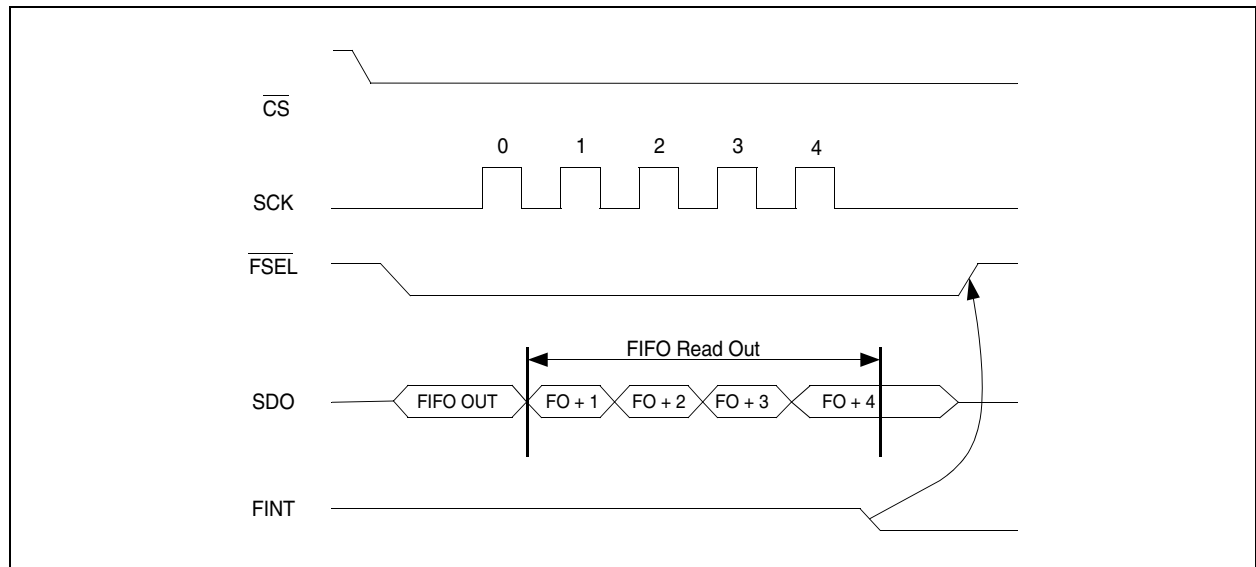 CS
0 1 2 3 4
SCK
FSEL
FIFO Read Out
SDO FIFO OUT FO + 1 FO + 2 FO + 3 FO + 4
FINT